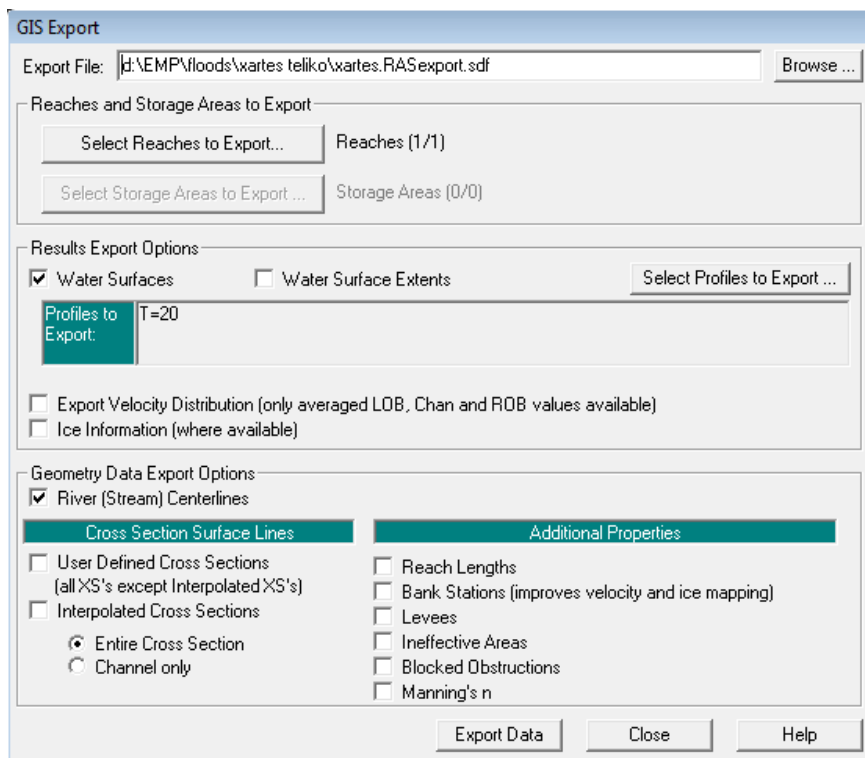 GIS Export
Export File: d:\EMP\floods\xartes teliko\xartes.RASexport.sdf Browse ...
Reaches and Storage Areas to Export
Select Reaches to Export... Reaches (1/1)
Select Storage Areas to Export ... Storage Areas (0/0)
Results Export Options
Water Surfaces Water Surface Extents Select Profiles to Export ...
Profiles to Export: T=20
Export Velocity Distribution (only averaged LOB, Chan and ROB values available)
Ice Information (where available)
Geometry Data Export Options
River (Stream) Centerlines
Cross Section Surface Lines Additional Properties
User Defined Cross Sections
(all XS's except Interpolated XS's)
Interpolated Cross Sections
Entire Cross Section
Channel only
Reach Lengths
Bank Stations (improves velocity and ice mapping)
Levees
Ineffective Areas
Blocked Obstructions
Manning's n
Export Data Close Help